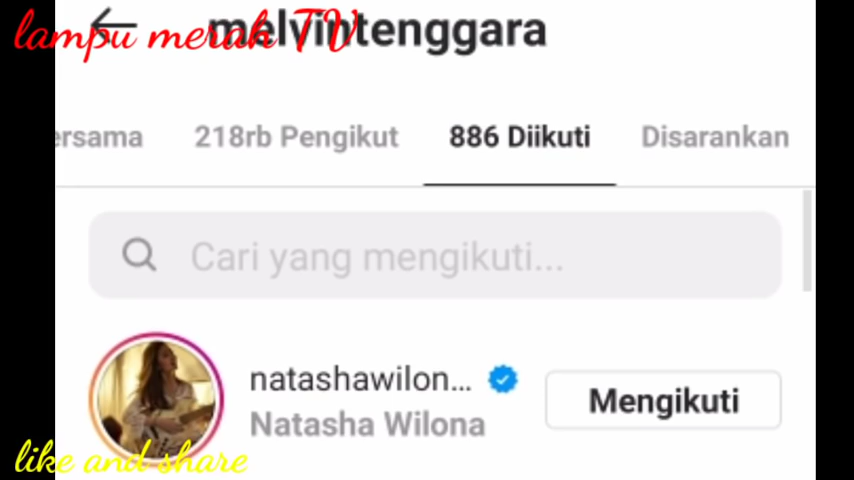 lampu merah TV
melvintenggara
ersama 218rb Pengikut 886 Diikuti Disarankan
Cari yang mengikuti...
natashawilon...
Natasha Wilona
Mengikuti
like and share